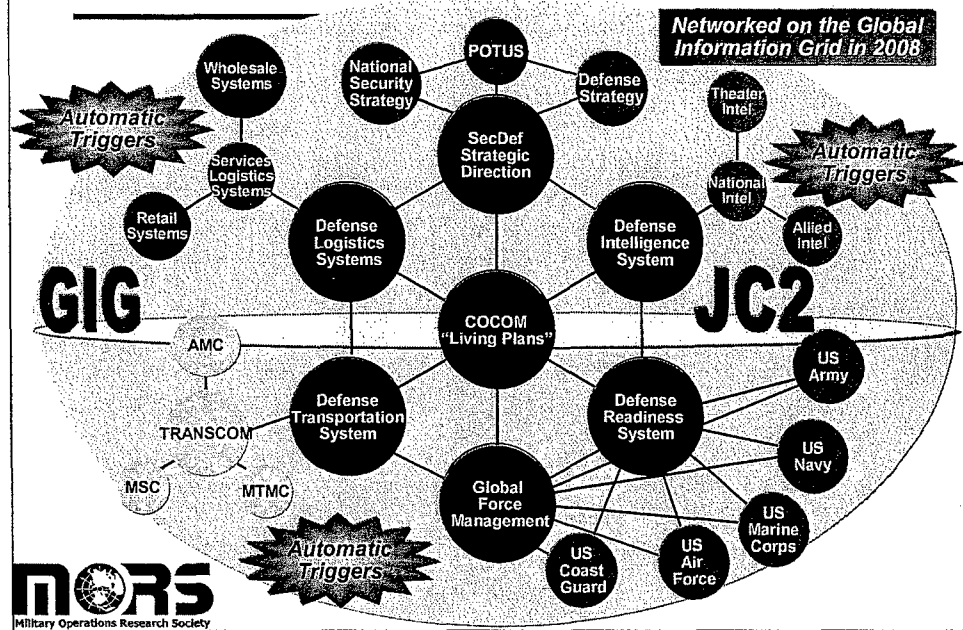 Networked on the Global
Information Grid in 2008
POTUS
National
Security
Strategy
Defense
Strategy
Wholesale
Systems
Theater
Intel
Automatic
Triggers
SecDef
Strategic
Direction
Automatic
Triggers
Services
Logistics
Systems
National
Intel
Retail
Systems
Defense
Logistics
Systems
Defense
Intelligence
System
Allied
Intel
GIG
JC2
COCOM
"Living Plans"
AMC
US
Army
Defense
Transportation
System
Defense
Readiness
System
TRANSCOM
US
Navy
MSC
MTMC
Global
Force
Management
US
Marine
Corps
Automatic
Triggers
US
Coast
Guard
US
Air
Force
MORS
Military Operations Research Society